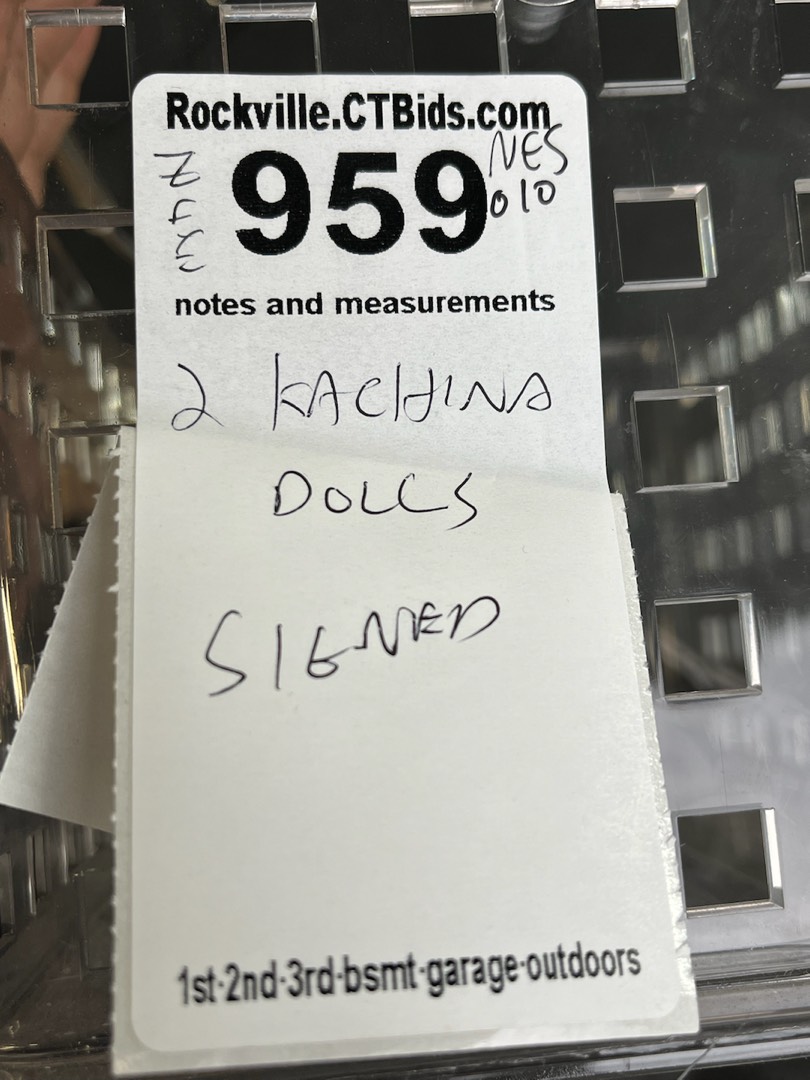 Rockville.CTBids.com
959
NES
010
notes and measurements
2 KACHINA
DOLLS
SIGNED
1st-2nd-3rd-bsmt-garage-outdoors